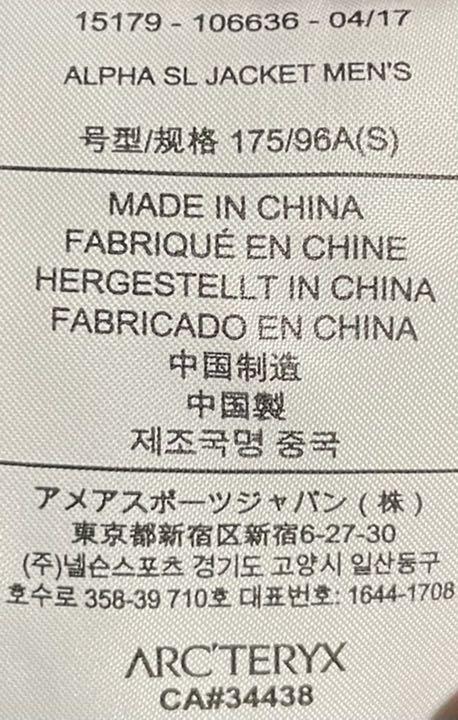 15179 - 106636 - 04/17
ALPHA SL JACKET MEN'S
号型/规格 175/96A(S)
MADE IN CHINA
FABRIQUÉ EN CHINE
HERGESTELLT IN CHINA
FABRICADO EN CHINA
中国制造
中国製
제조국명 중국
アメアスポーツジャパン（株）
東京都新宿区新宿6-27-30
(주)넬슨스포츠 경기도 고양시 일산동구
호수로 358-39 710호 대표번호: 1644-1708
ARC'TERYX
CA#34438